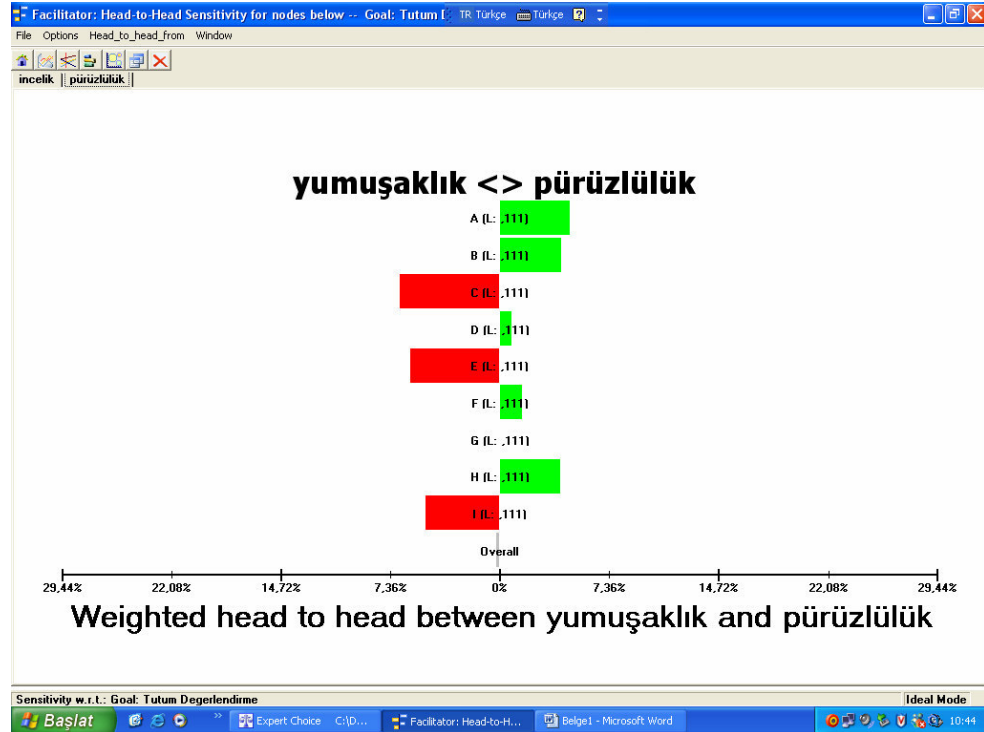 Facilitator: Head-to-Head Sensitivity for nodes below -- Goal: Tutum D
TR Türkçe Türkçe
File Options Head_to_head_from Window
incelik pürüzlülük
yumuşaklık <> pürüzlülük
A (L: ,111)
B (L: ,111)
C (L: ,111)
D (L: ,111)
E (L: ,111)
F (L: ,111)
G (L: ,111)
H (L: ,111)
I (L: ,111)
Overall
29,44% 22,08% 14,72% 7,36% 0% 7,36% 14,72% 22,08% 29,44%
Weighted head to head between yumuşaklık and pürüzlülük
Sensitivity w.r.t.: Goal: Tutum Degerlendirme Ideal Mode
Başlat Expert Choice C:\D... Facilitator: Head-to-H... Belge1 - Microsoft Word 10:44